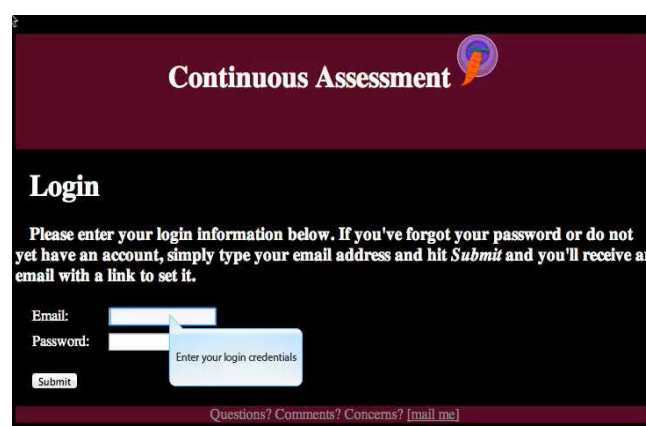 Continuous Assessment
Login
Please enter your login information below. If you've forgot your password or do not
yet have an account, simply type your email address and hit Submit and you'll receive a
email with a link to set it.
Email:
Password:
Enter your login credentials
Submit
Questions? Comments? Concerns? [mail me]